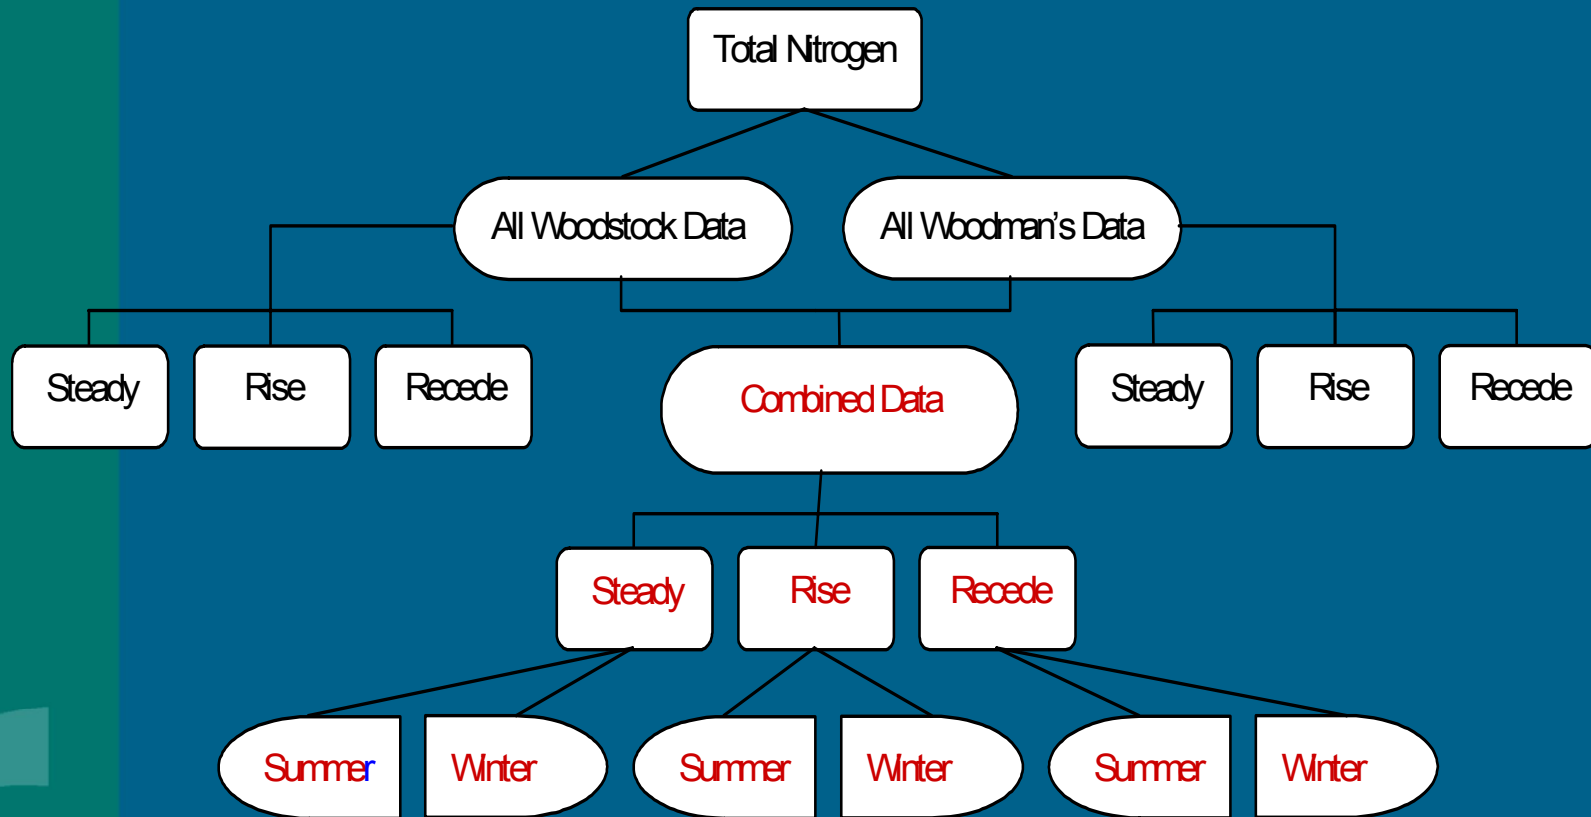 Total Nitrogen
All Woodstock Data
All Woodman's Data
Steady
Rise
Recede
Combined Data
Steady
Rise
Recede
Steady
Rise
Recede
Summer
Winter
Summer
Winter
Summer
Winter